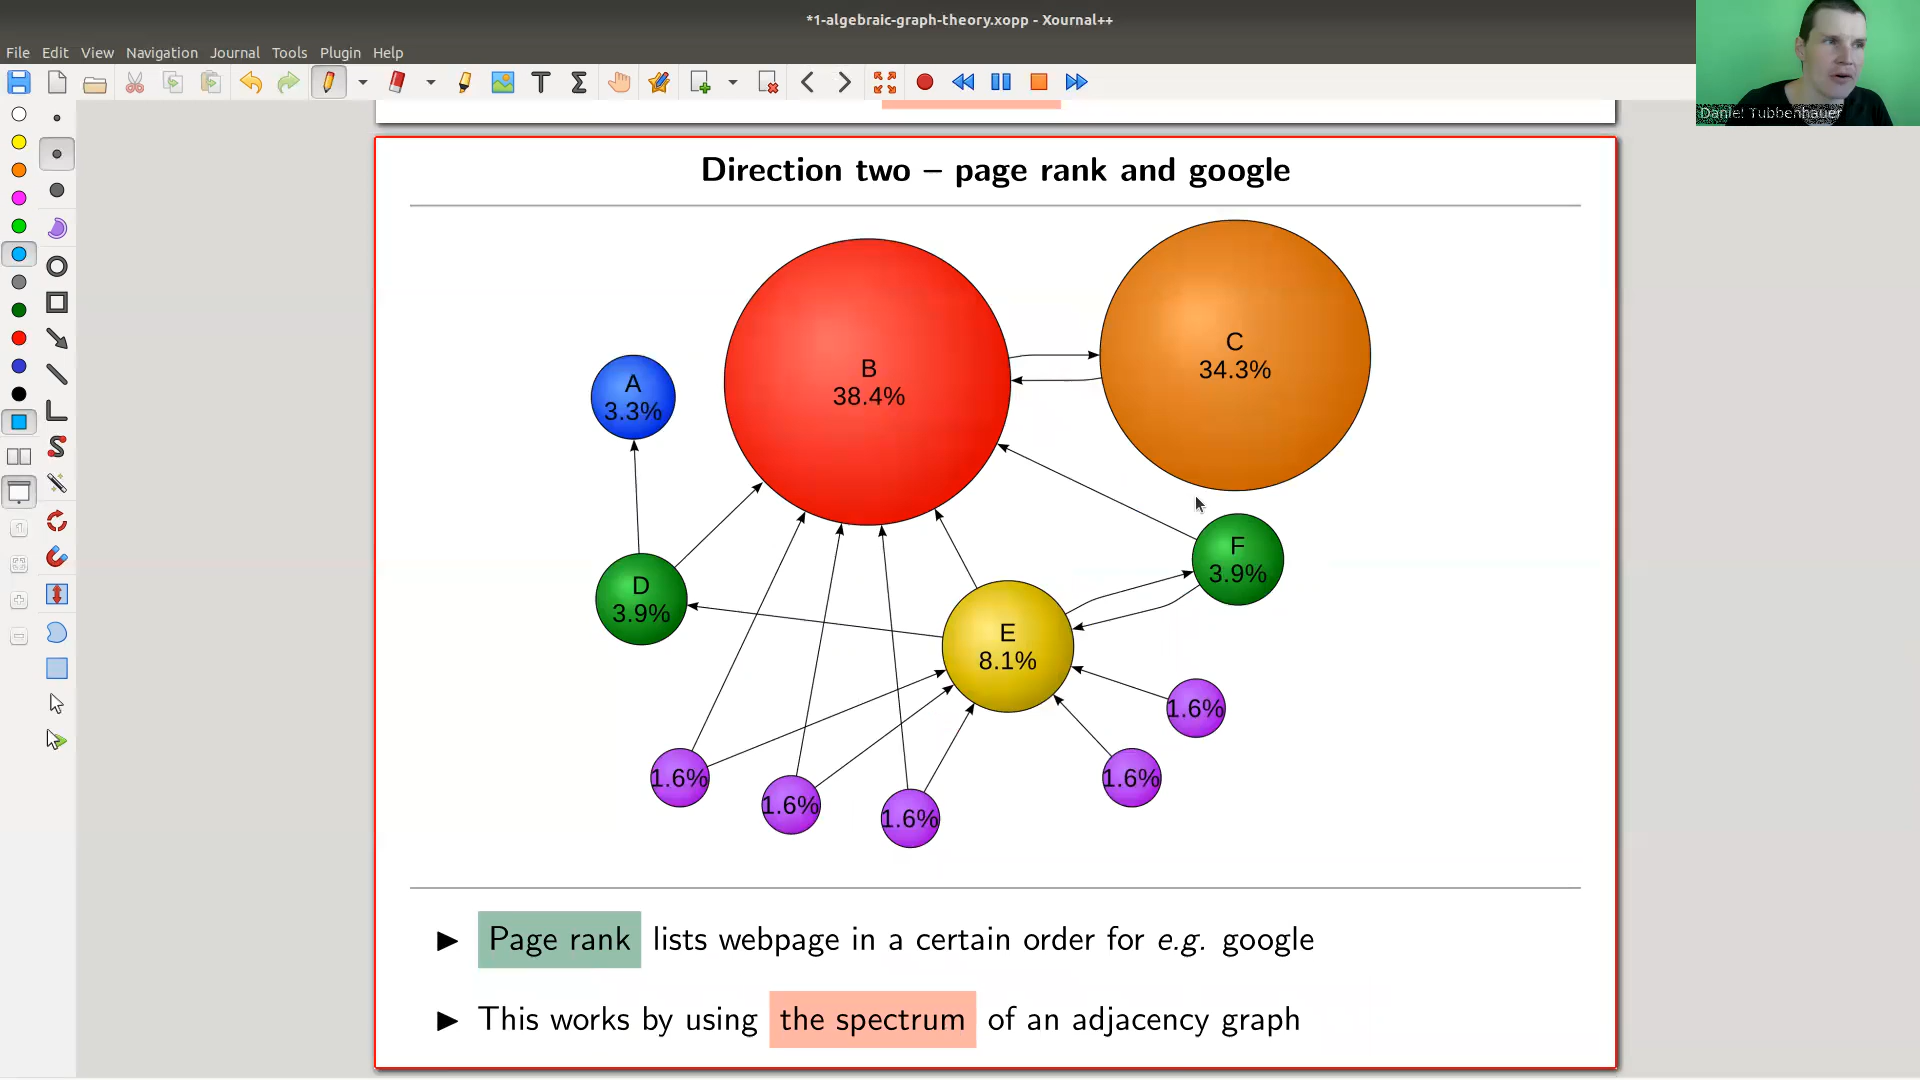 *1-algebraic-graph-theory.xopp - Xournal++
File Edit View Navigation Journal Tools Plugin Help
Daniel Tubbenhauer
Direction two – page rank and google
A
3.3%
B
38.4%
C
34.3%
D
3.9%
E
8.1%
F
3.9%
1.6%
1.6%
1.6%
1.6%
1.6%
► Page rank lists webpage in a certain order for e.g. google
► This works by using the spectrum of an adjacency graph